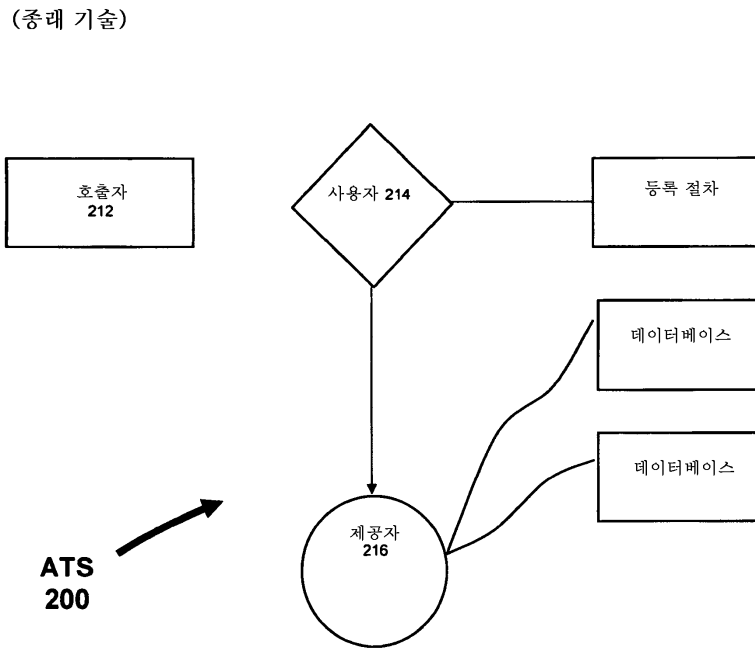 (종래 기술)
호출자
212
사용자 214
등록 절차
데이터베이스
데이터베이스
제공자
216
ATS
200